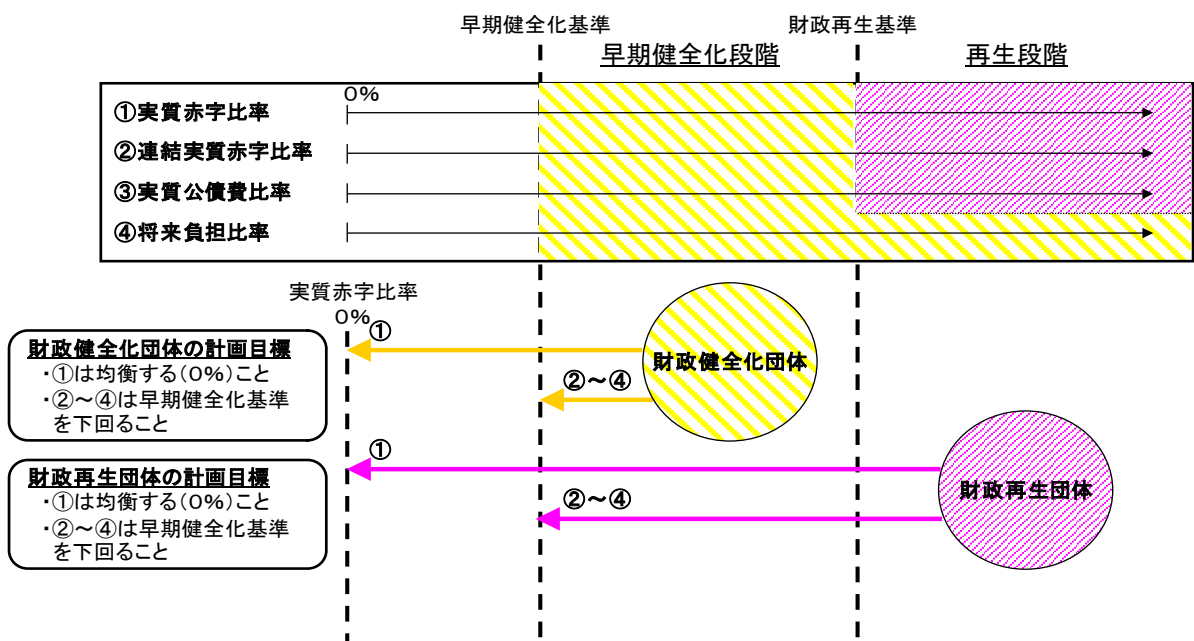 早期健全化基準
財政再生基準
早期健全化段階
再生段階
0%
①実質赤字比率
②連結実質赤字比率
③実質公債費比率
④将来負担比率
実質赤字比率
0%
①
財政健全化団体の計画目標
・①は均衡する(0%)こと
・②～④は早期健全化基準
を下回ること
②～④
財政健全化団体
①
財政再生団体の計画目標
・①は均衡する(0%)こと
・②～④は早期健全化基準
を下回ること
②～④
財政再生団体